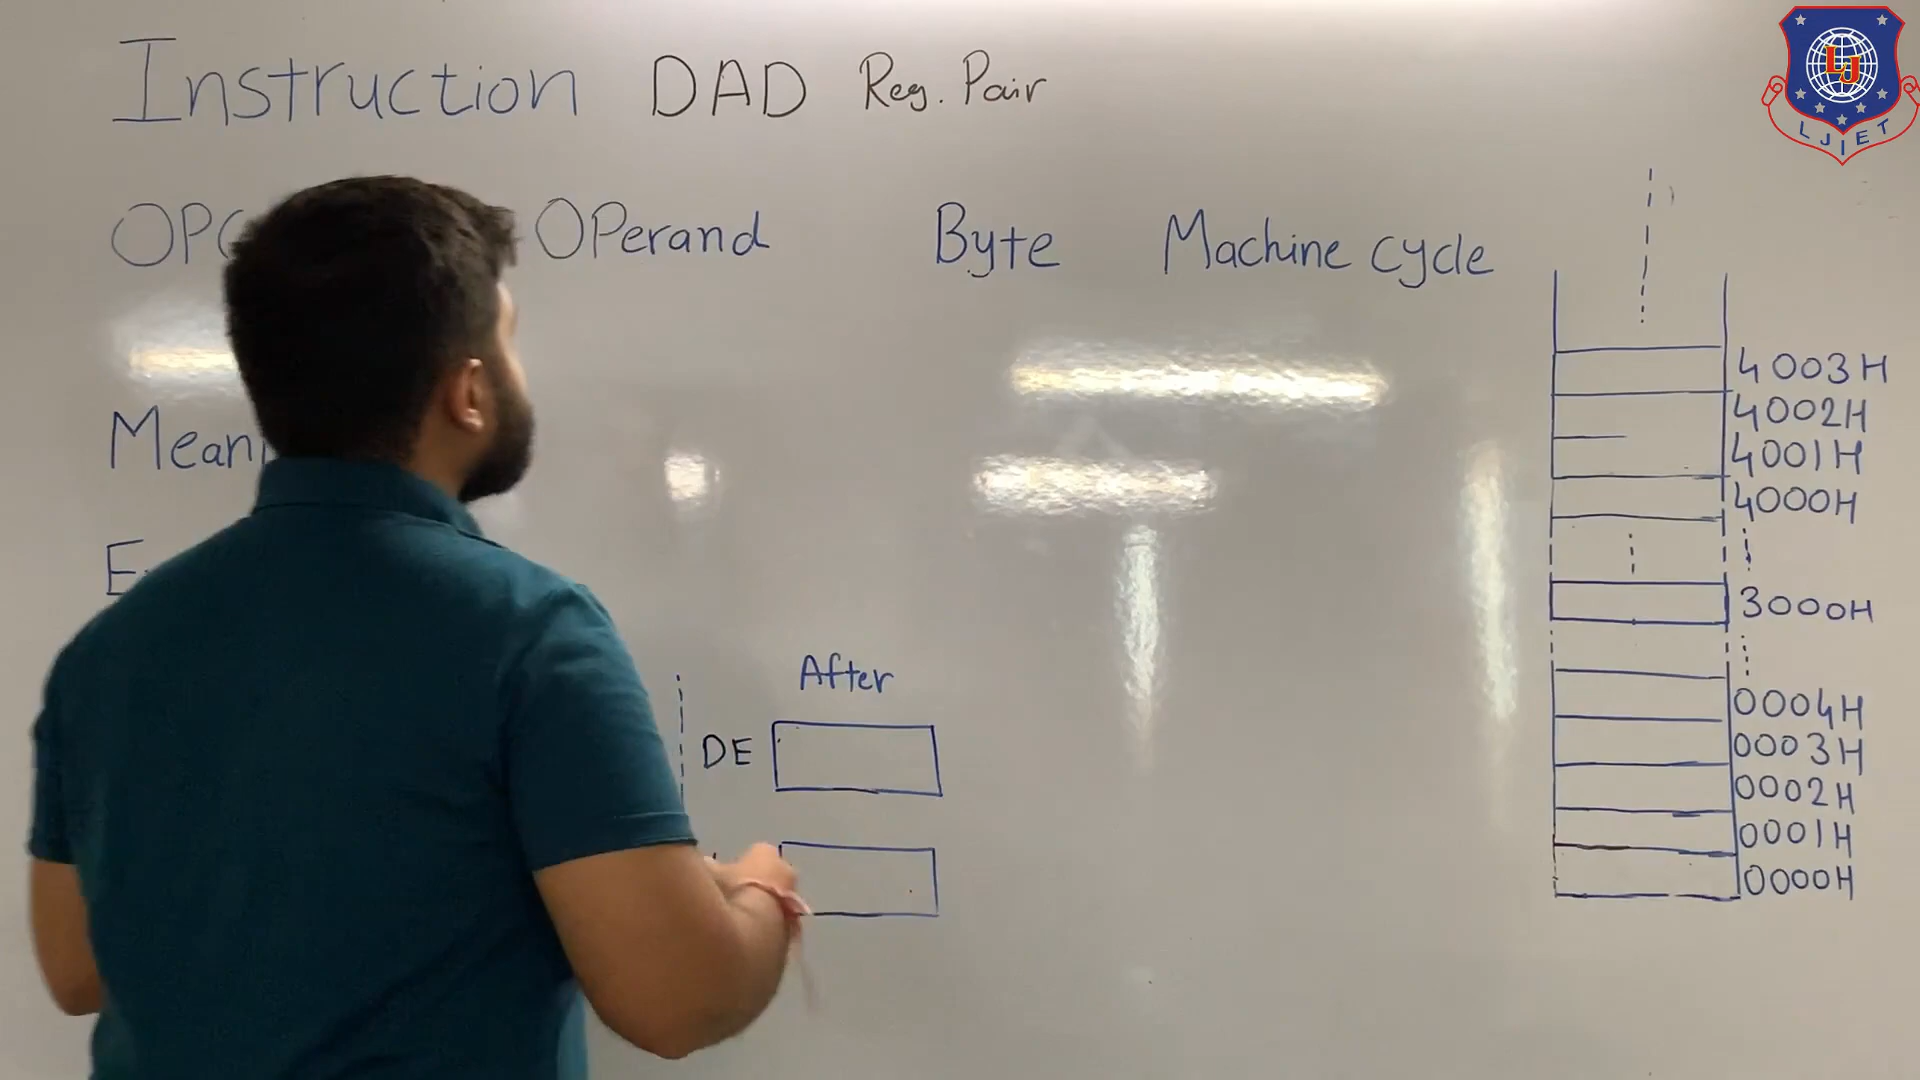 Instruction DAD Reg. Pair
OPerand Byte Machine cycle
4003H
4002H
4001H
4000H
3000H
After
DE
0004H
0003H
0002H
0001H
0000H
LJ
LJIET